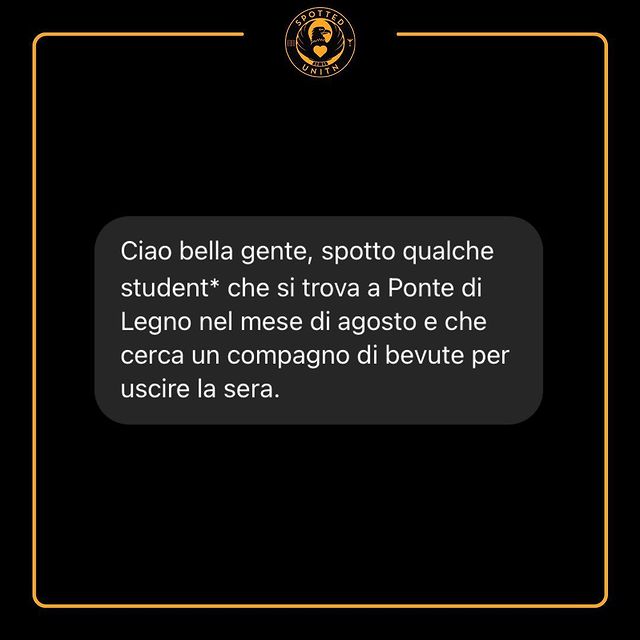 SPOTTED
UNITN
Ciao bella gente, spotto qualche
student* che si trova a Ponte di
Legno nel mese di agosto e che
cerca un compagno di bevute per
uscire la sera.